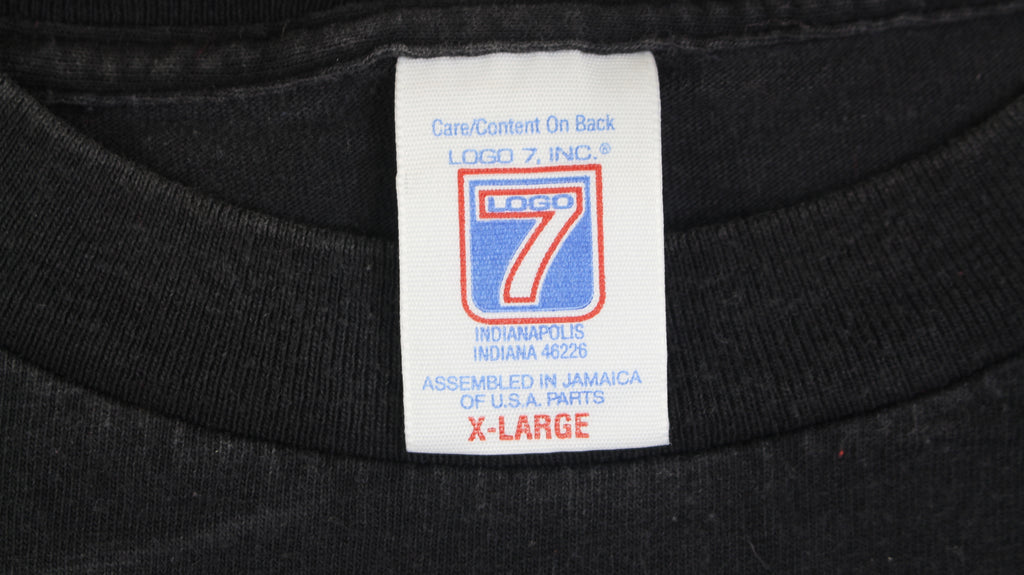 Care/Content On Back
LOGO 7, INC.®
LOGO
7
INDIANAPOLIS
INDIANA 46226
ASSEMBLED IN JAMAICA
OF U.S.A. PARTS
X-LARGE